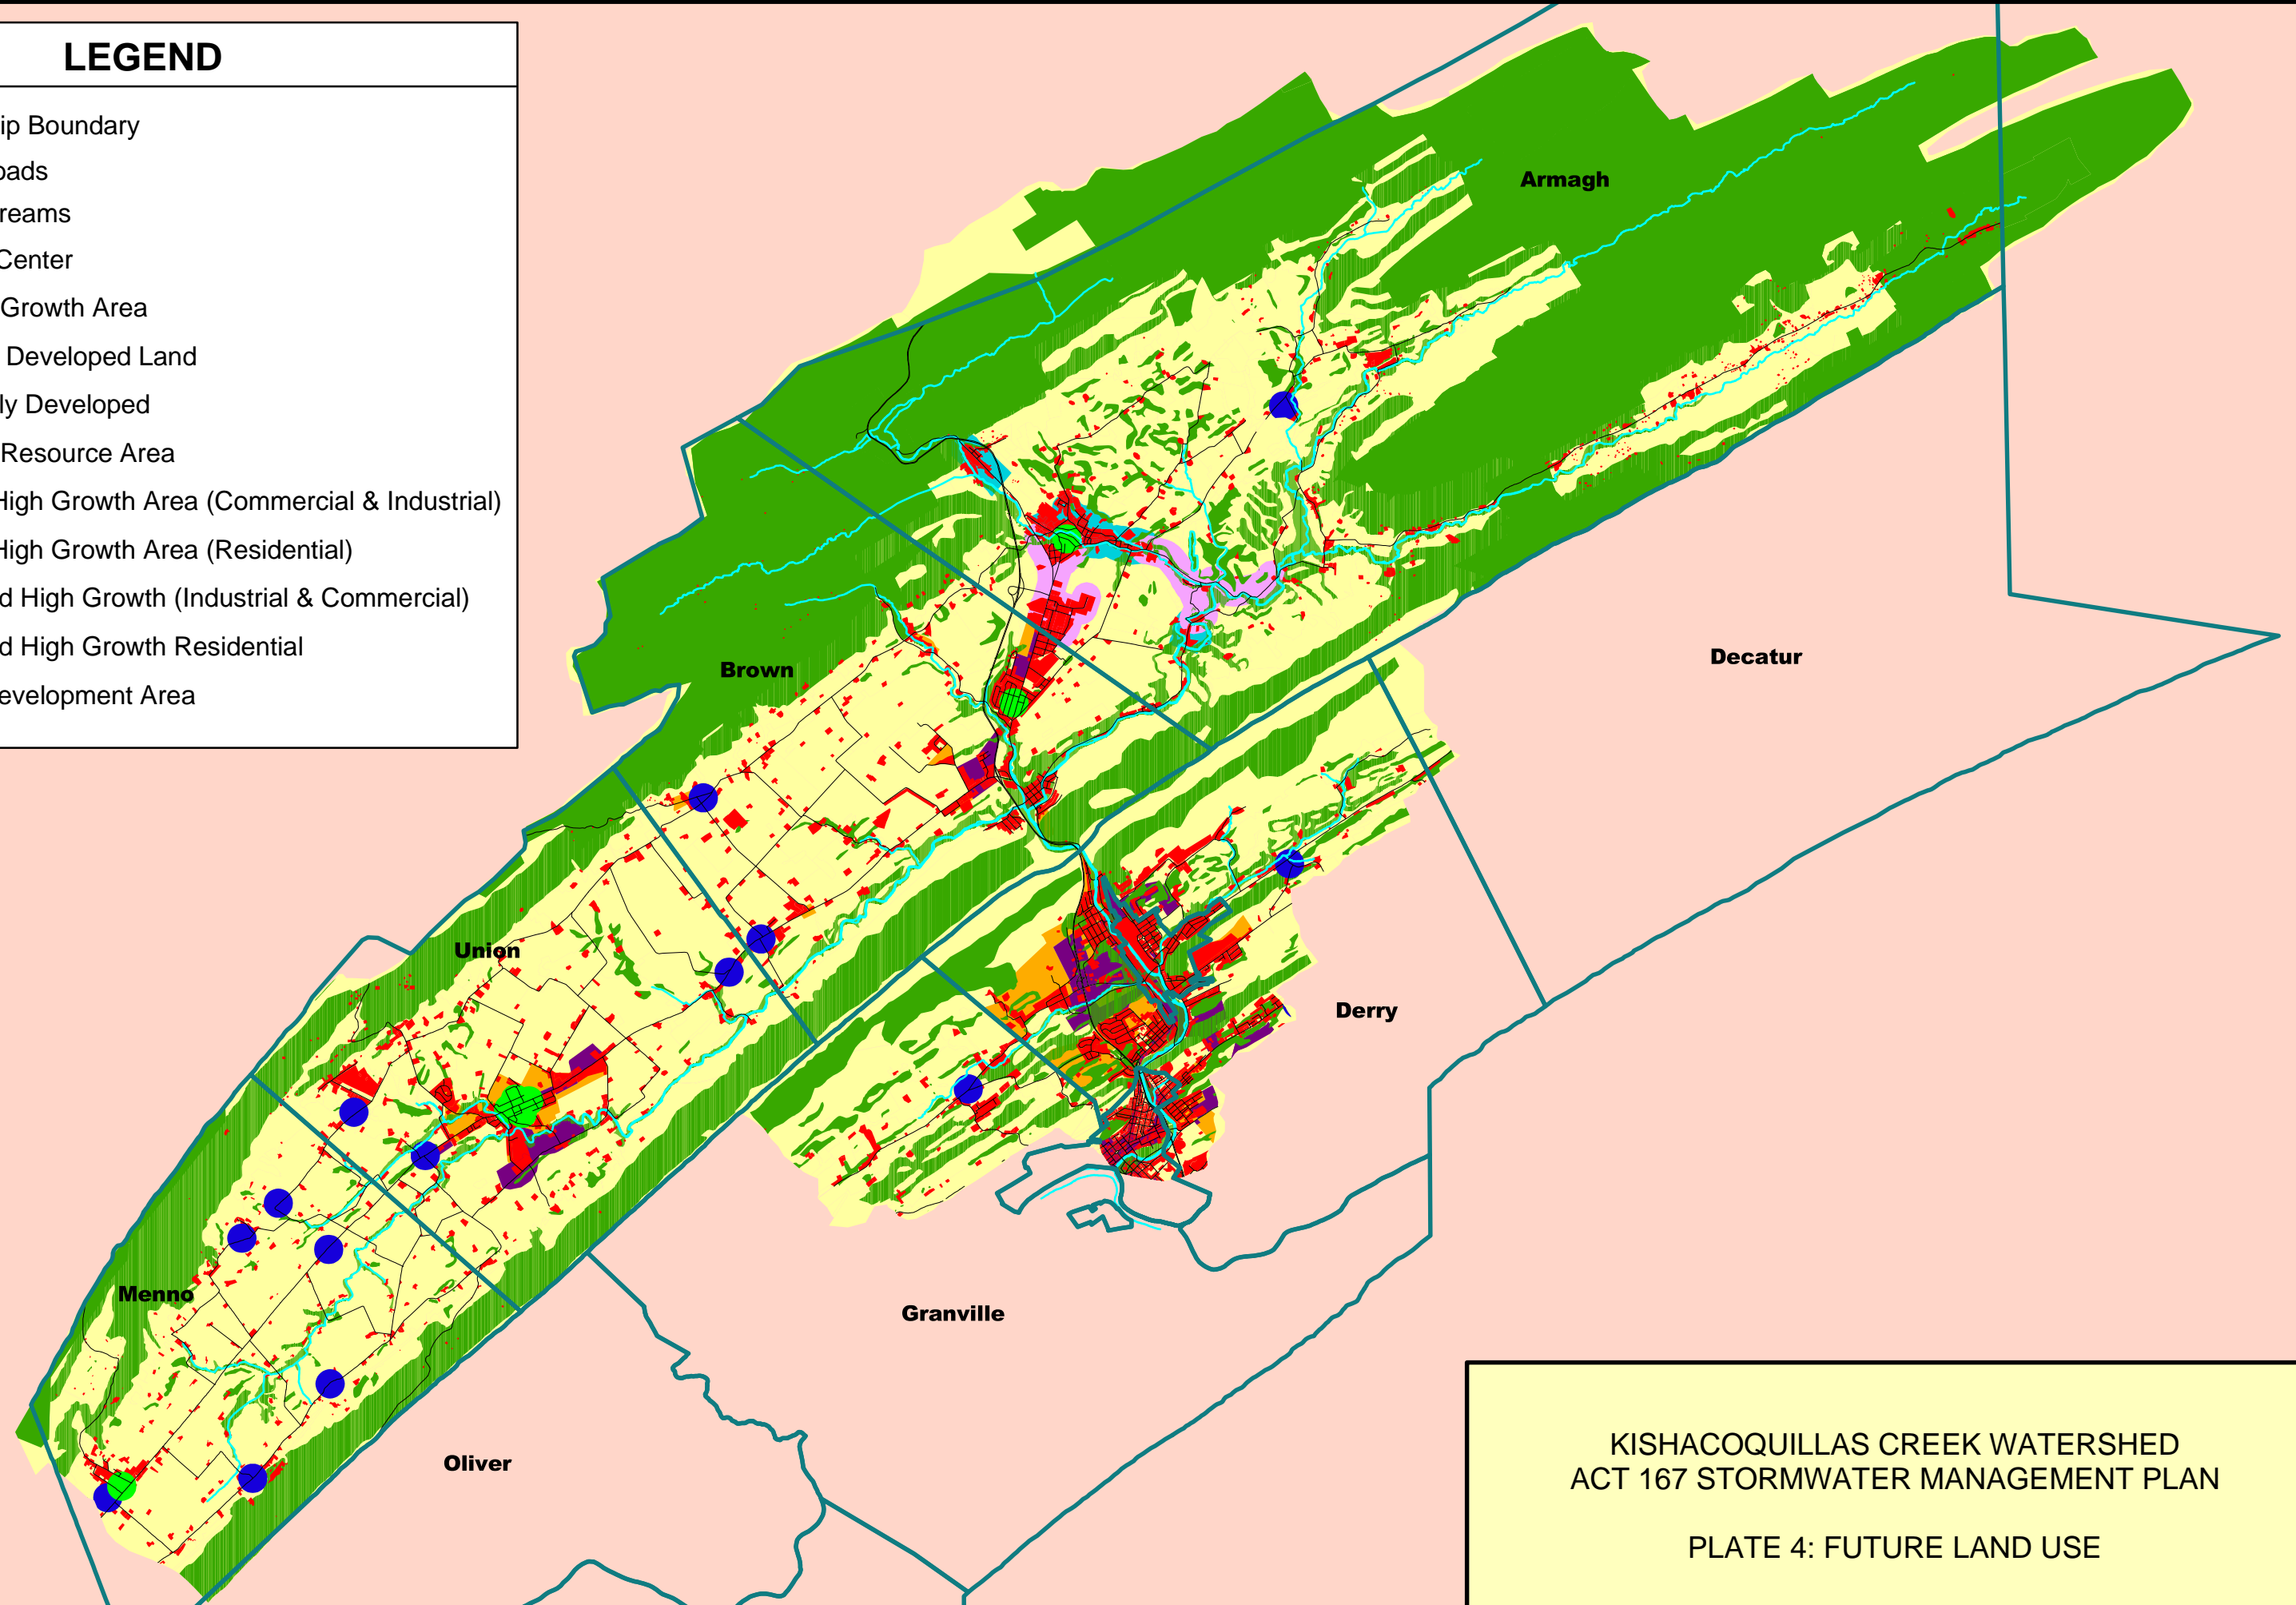 LEGEND
ip Boundary
oads
reams
Center
Growth Area
Developed Land
ly Developed
Resource Area
High Growth Area (Commercial & Industrial)
High Growth Area (Residential)
d High Growth (Industrial & Commercial)
d High Growth Residential
evelopment Area
Armagh
Brown
Decatur
Union
Derry
Menno
Granville
Oliver
KISHACOQUILLAS CREEK WATERSHED
ACT 167 STORMWATER MANAGEMENT PLAN
PLATE 4: FUTURE LAND USE